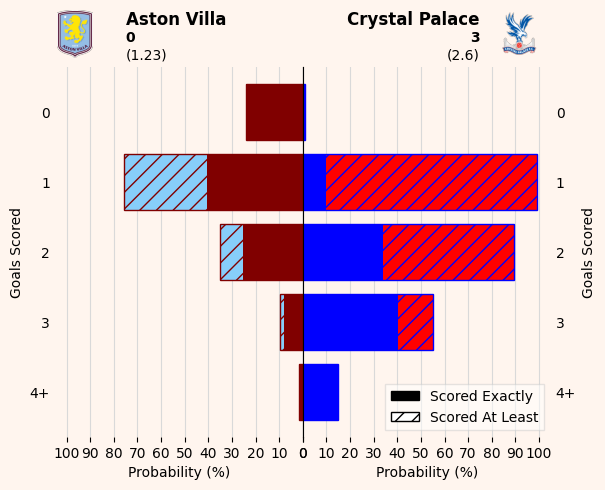 Aston Villa
0
(1.23)
Crystal Palace
3
(2.6)
0 0
1 1
2 2
3 3
4+ 4+
Goals Scored
Goals Scored
Scored Exactly
Scored At Least
100 90 80 70 60 50 40 30 20 10 0 10 20 30 40 50 60 70 80 90 100
Probability (%) Probability (%)